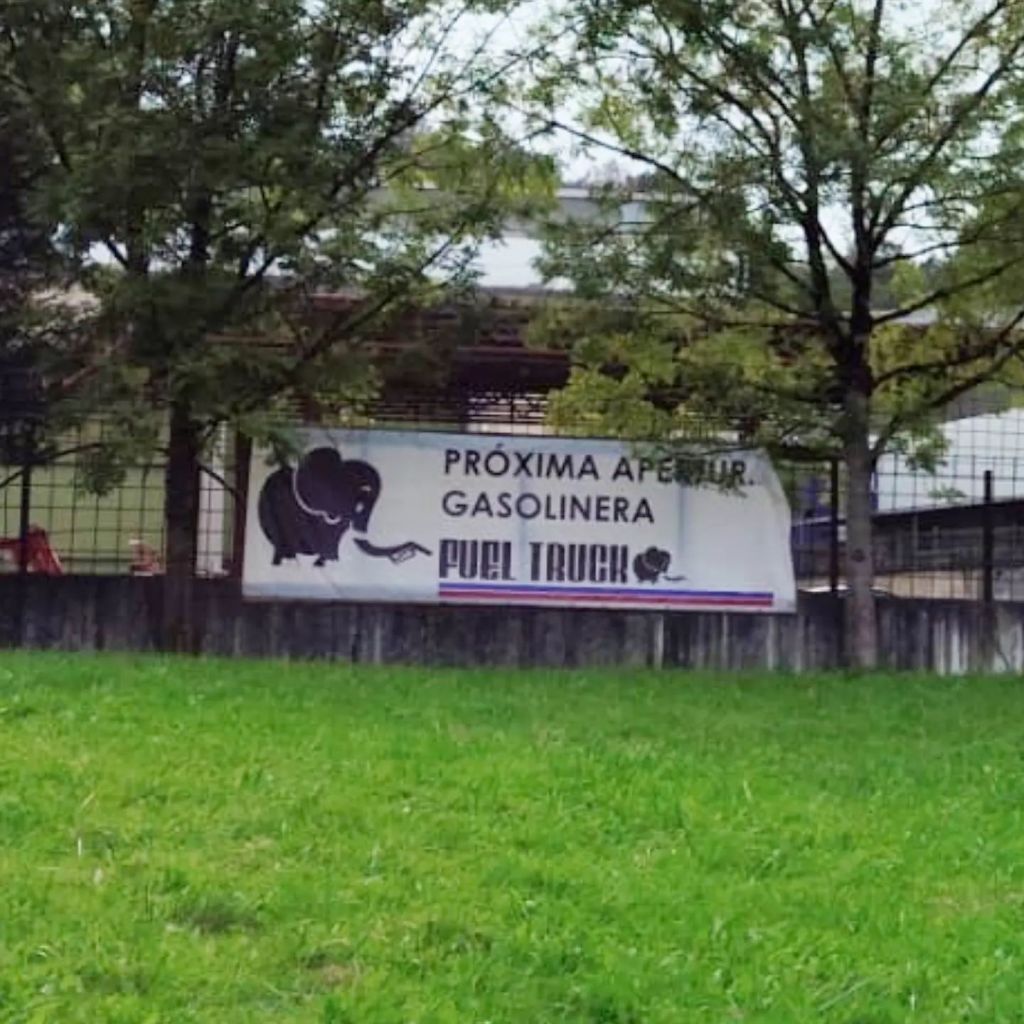 PRÓXIMA APERTUR.
GASOLINERA
FUEL TRUCK